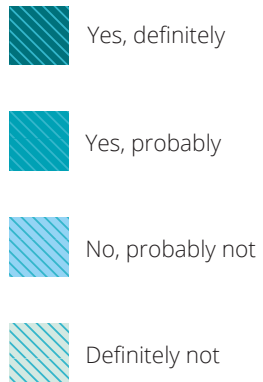 Yes, definitely
Yes, probably
No, probably not
Definitely not